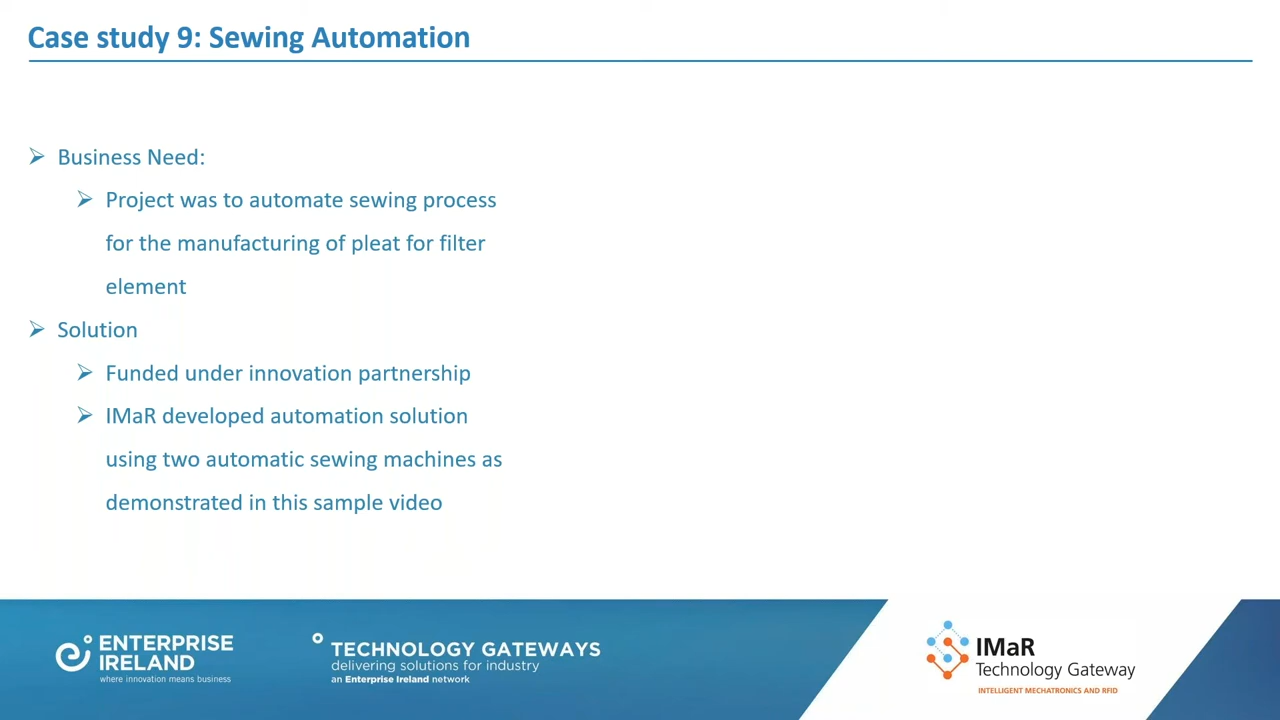 Case study 9: Sewing Automation
Business Need:
Project was to automate sewing process
for the manufacturing of pleat for filter
element
Solution
Funded under innovation partnership
IMaR developed automation solution
using two automatic sewing machines as
demonstrated in this sample video
ENTERPRISE
IRELAND
where innovation means business
TECHNOLOGY GATEWAYS
delivering solutions for industry
an Enterprise Ireland network
IMaR
Technology Gateway
INTELLIGENT MECHATRONICS AND RFID